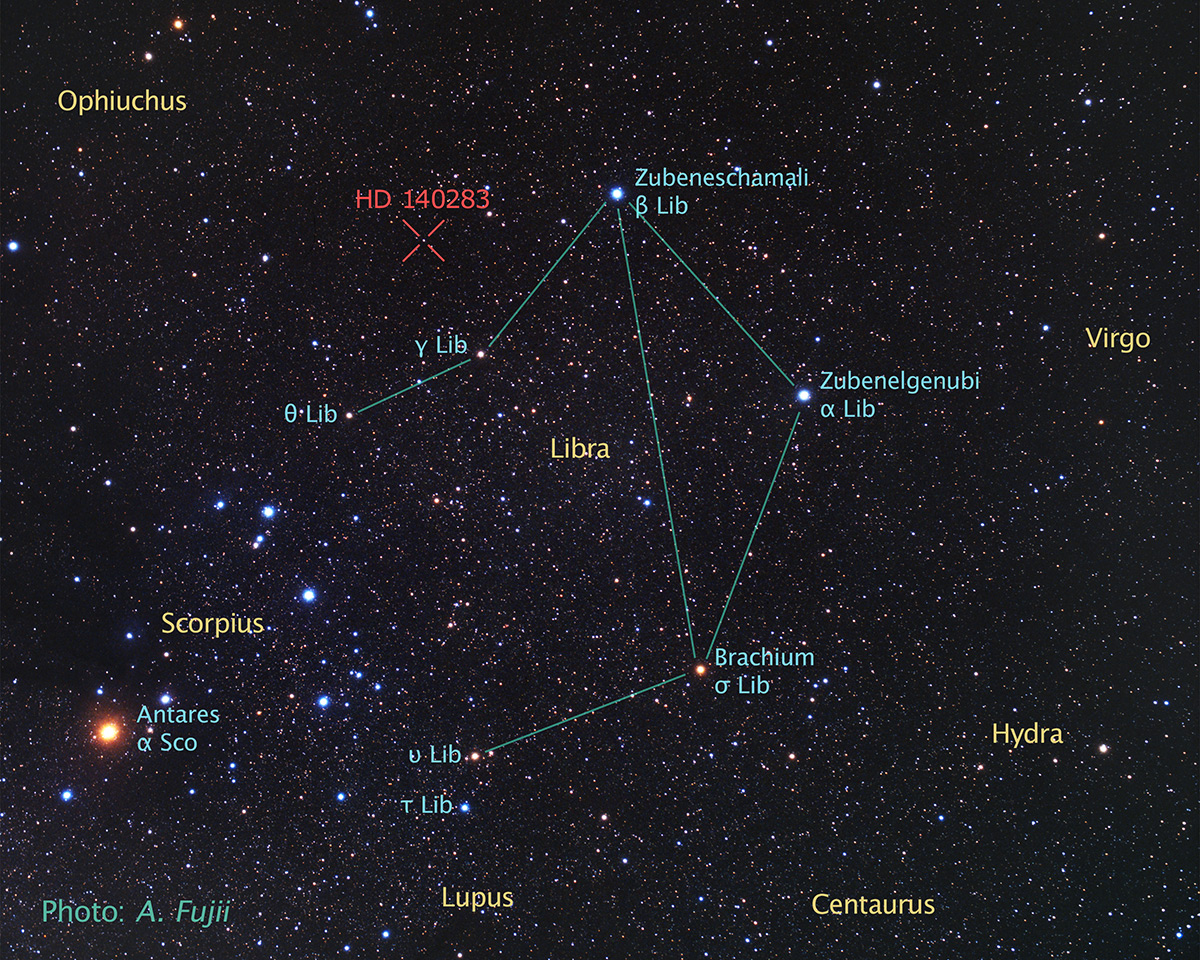 Ophiuchus
Zubeneschamali
β Lib
HD 140283
Virgo
γ Lib
Zubenelgenubi
α Lib
θ Lib
Libra
Scorpius
Brachium
σ Lib
Antares
α Sco
Hydra
υ Lib
τ Lib
Lupus
Centaurus
Photo: A. Fujii